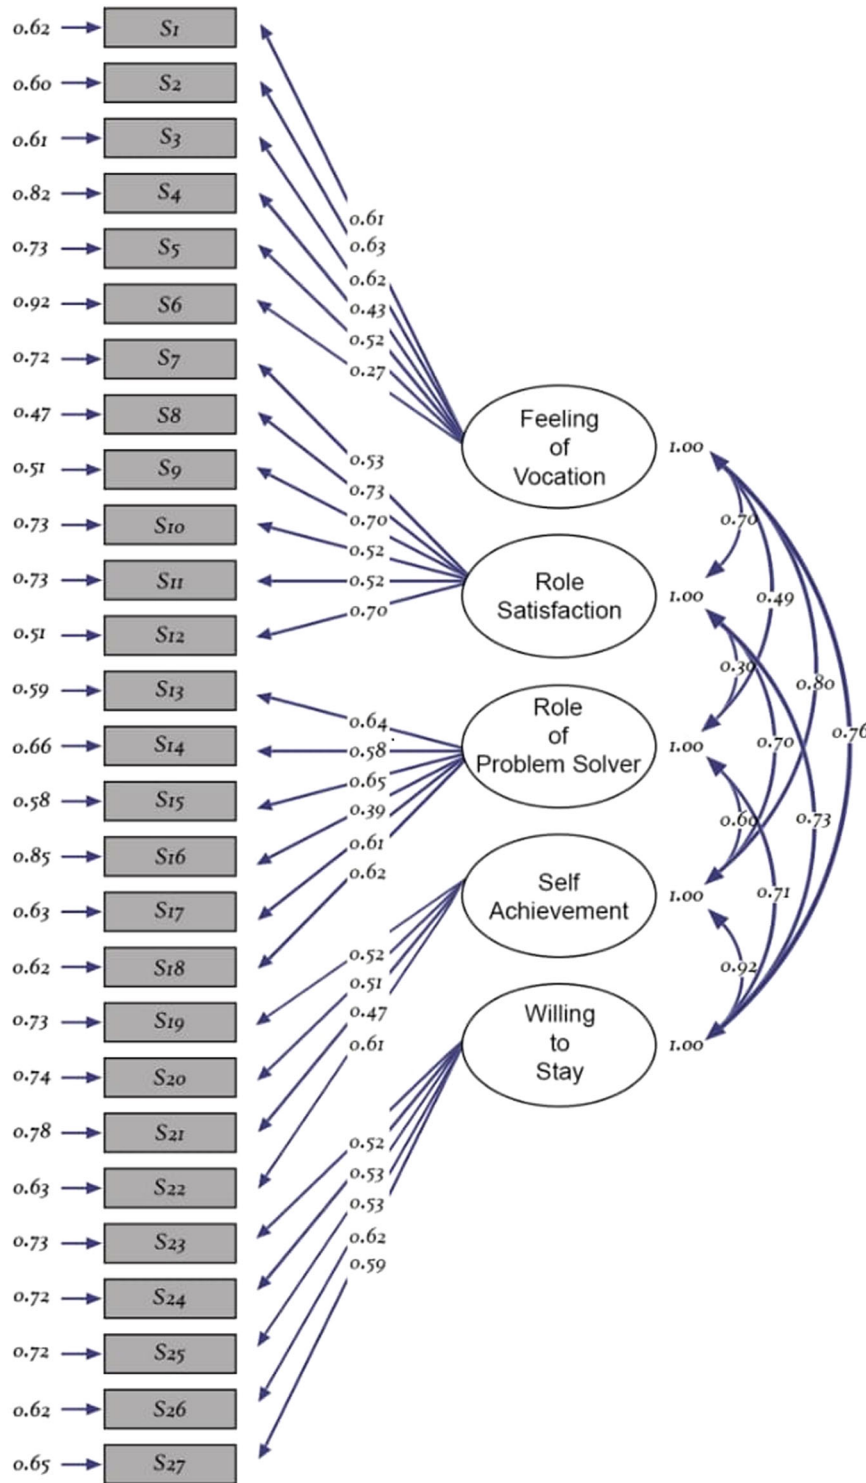 0.62 S1
0.60 S2
0.61 S3
0.82 S4
0.73 S5
0.92 S6
0.72 S7
0.47 S8
0.51 S9
0.73 S10
0.73 S11
0.51 S12
0.59 S13
0.66 S14
0.58 S15
0.85 S16
0.63 S17
0.62 S18
0.73 S19
0.74 S20
0.78 S21
0.63 S22
0.73 S23
0.72 S24
0.72 S25
0.62 S26
0.65 S27
0.61
0.63
0.62
0.43
0.52
0.27
0.53
0.73
0.70
0.52
0.52
0.70
0.64
0.58
0.65
0.39
0.61
0.62
0.52
0.51
0.47
0.61
0.52
0.53
0.53
0.62
0.59
Feeling
of
Vocation
1.00
Role
Satisfaction
1.00
Role
of
Problem Solver
1.00
Self
Achievement
1.00
Willing
to
Stay
1.00
0.70
0.49
0.80
0.76
0.70
0.73
0.60
0.71
0.92